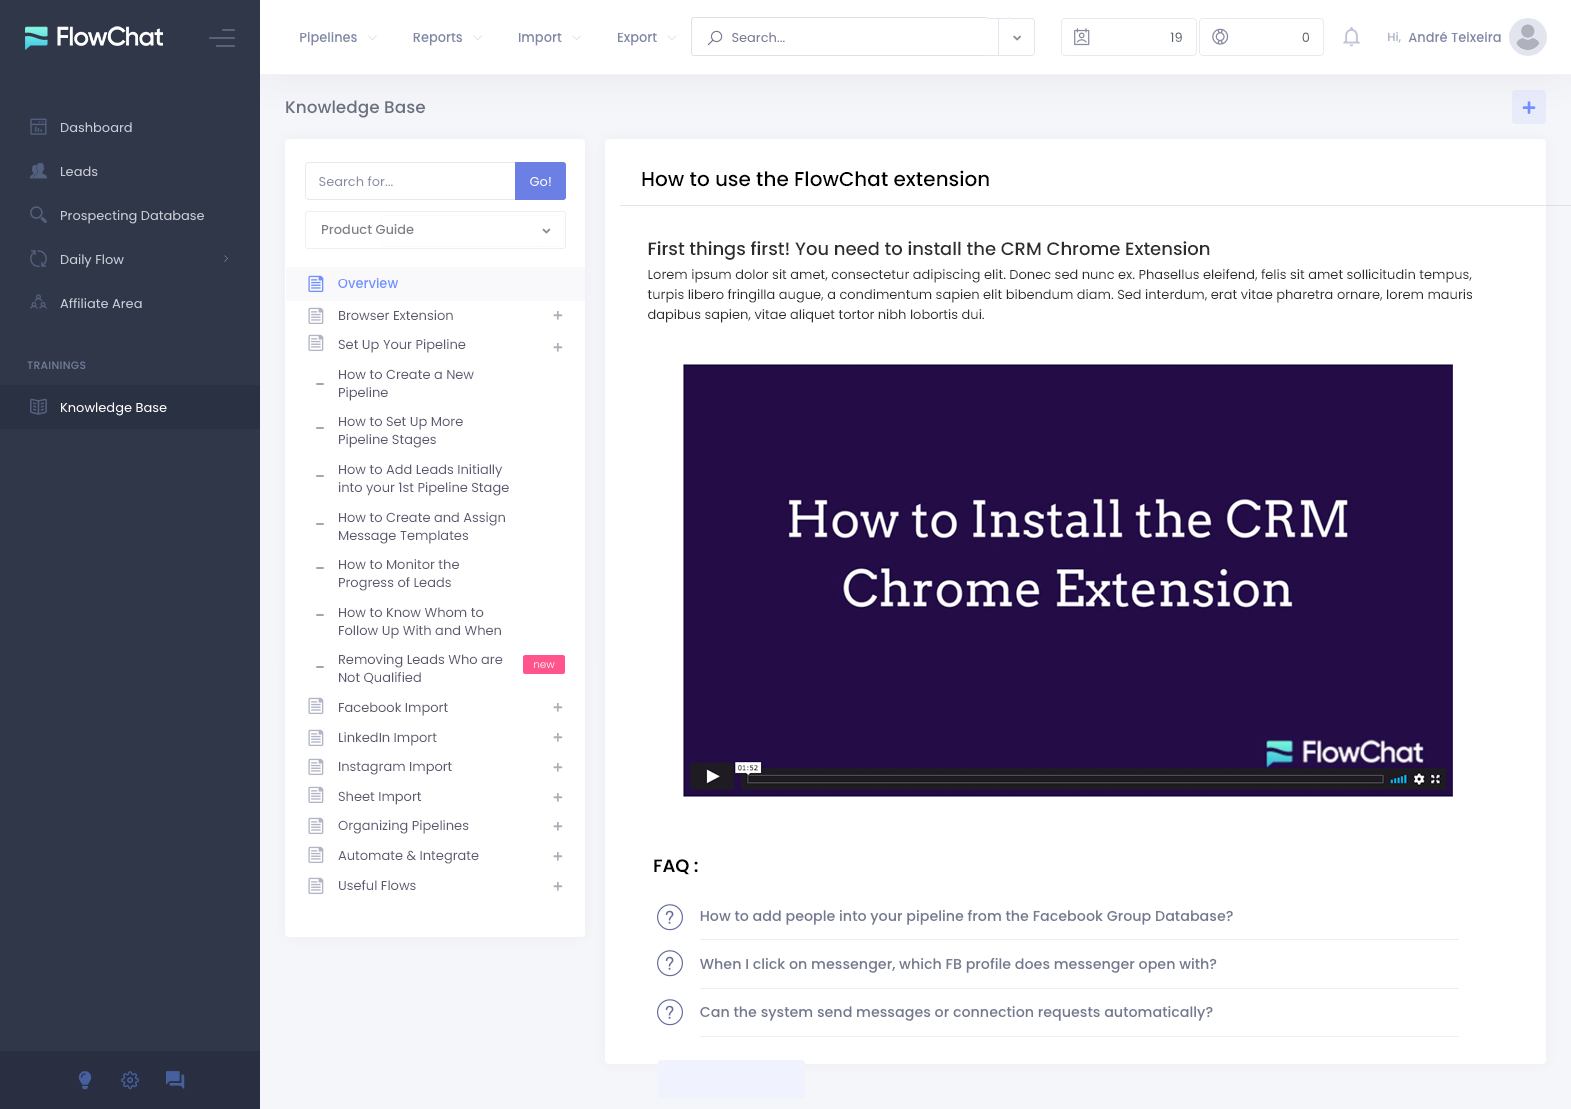 FlowChat
Pipelines
Reports
Import
Export
Search...
19
0
Hi, André Teixeira
Dashboard
Leads
Prospecting Database
Daily Flow
Affiliate Area
TRAININGS
Knowledge Base
Knowledge Base
Search for...
Go!
Product Guide
Overview
Browser Extension
Set Up Your Pipeline
How to Create a New
Pipeline
How to Set Up More
Pipeline Stages
How to Add Leads Initially
into your 1st Pipeline Stage
How to Create and Assign
Message Templates
How to Monitor the
Progress of Leads
How to Know Whom to
Follow Up With and When
Removing Leads Who are
Not Qualified
new
Facebook Import
LinkedIn Import
Instagram Import
Sheet Import
Organizing Pipelines
Automate & Integrate
Useful Flows
How to use the FlowChat extension
First things first! You need to install the CRM Chrome Extension
Lorem ipsum dolor sit amet, consectetur adipiscing elit. Donec sed nunc ex. Phasellus eleifend, felis sit amet sollicitudin tempus,
turpis libero fringilla augue, a condimentum sapien elit bibendum diam. Sed interdum, erat vitae pharetra ornare, lorem mauris
dapibus sapien, vitae aliquet tortor nibh lobortis dui.
How to Install the CRM
Chrome Extension
FlowChat
01:52
FAQ :
How to add people into your pipeline from the Facebook Group Database?
When I click on messenger, which FB profile does messenger open with?
Can the system send messages or connection requests automatically?